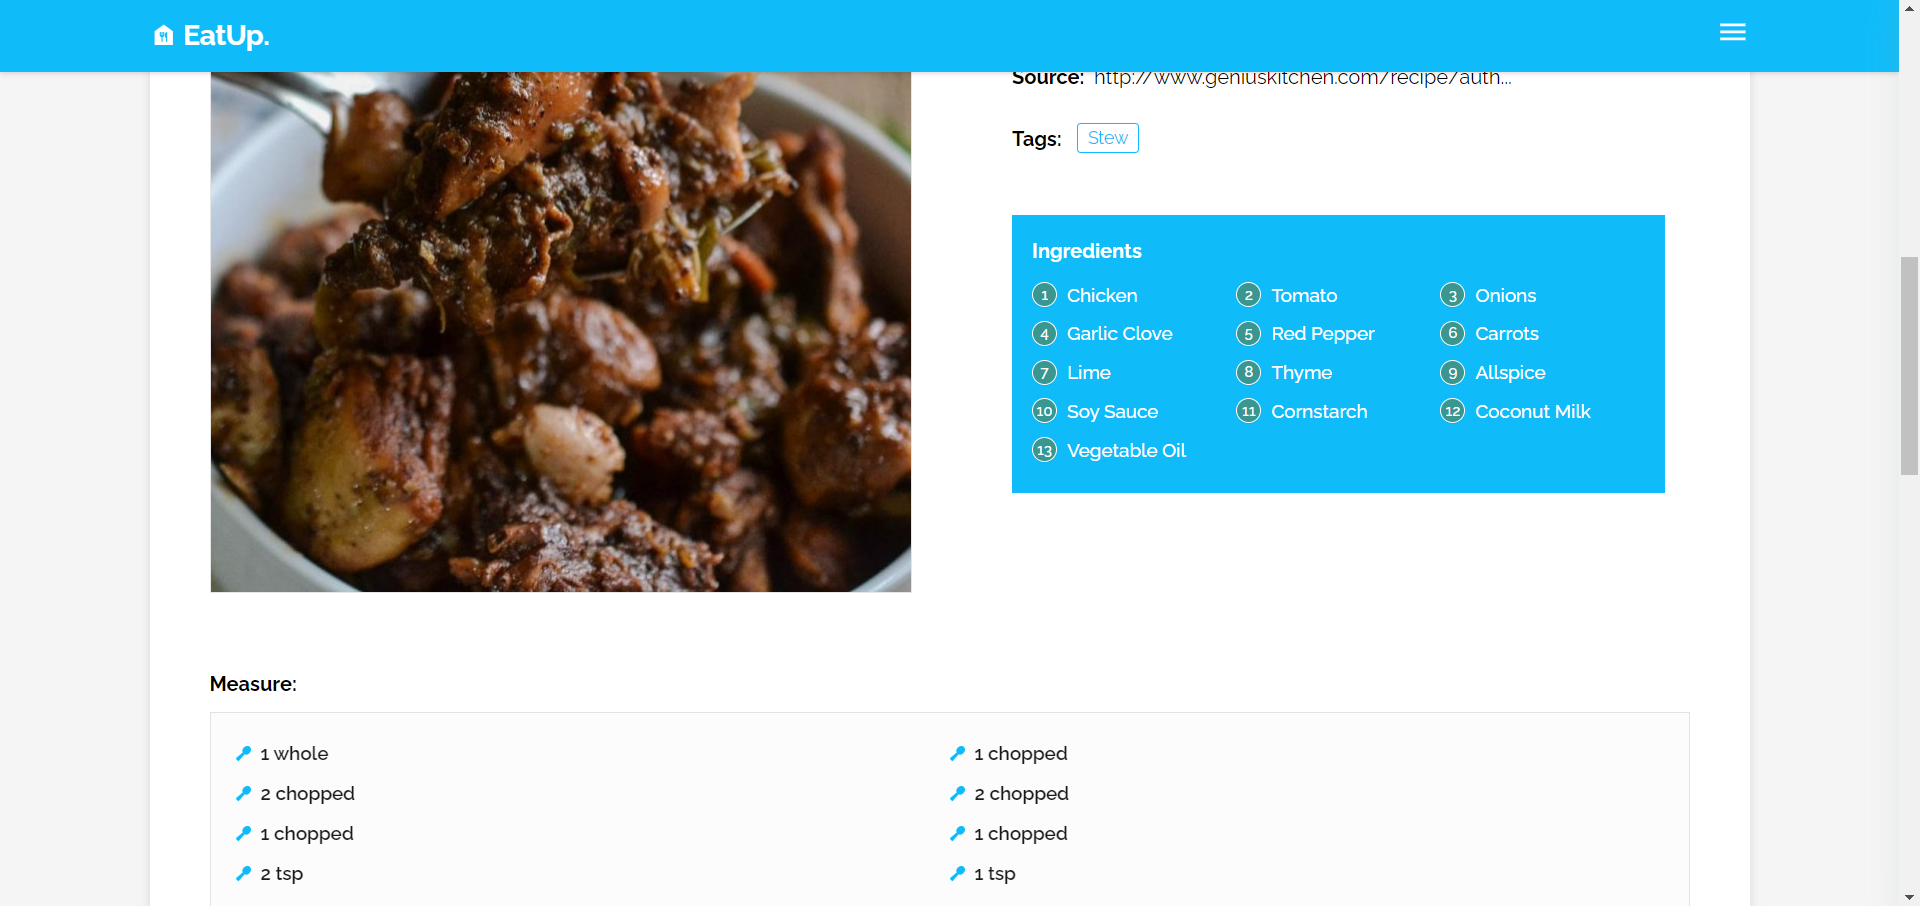 EatUp.
Source: http://www.geniuskitchen.com/recipe/auth...
Tags: Stew
Ingredients
1 Chicken 2 Tomato 3 Onions
4 Garlic Clove 5 Red Pepper 6 Carrots
7 Lime 8 Thyme 9 Allspice
10 Soy Sauce 11 Cornstarch 12 Coconut Milk
13 Vegetable Oil
Measure:
1 whole 1 chopped
2 chopped 2 chopped
1 chopped 1 chopped
2 tsp 1 tsp